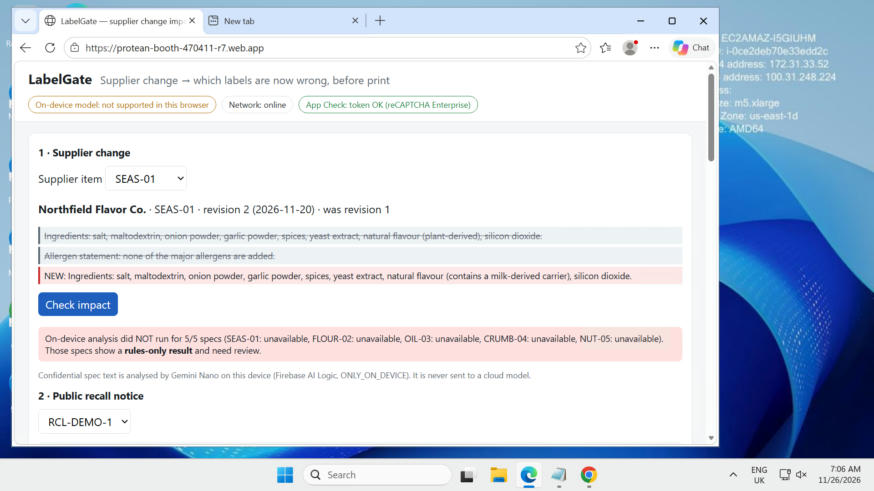 LabelGate — supplier change impa
New tab
https://protean-booth-470411-r7.web.app
Chat
LabelGate Supplier change → which labels are now wrong, before print
On-device model: not supported in this browser
Network: online
App Check: token OK (reCAPTCHA Enterprise)
1 · Supplier change
Supplier item SEAS-01
Northfield Flavor Co. · SEAS-01 · revision 2 (2026-11-20) · was revision 1
Ingredients: salt, maltodextrin, onion powder, garlic powder, spices, yeast extract, natural flavour (plant-derived), silicon dioxide.
Allergen statement: none of the major allergens are added.
NEW: Ingredients: salt, maltodextrin, onion powder, garlic powder, spices, yeast extract, natural flavour (contains a milk-derived carrier), silicon dioxide.
Check impact
On-device analysis did NOT run for 5/5 specs (SEAS-01: unavailable, FLOUR-02: unavailable, OIL-03: unavailable, CRUMB-04: unavailable, NUT-05: unavailable).
Those specs show a rules-only result and need review.
Confidential spec text is analysed by Gemini Nano on this device (Firebase AI Logic, ONLY_ON_DEVICE). It is never sent to a cloud model.
2 · Public recall notice
RCL-DEMO-1
EC2AMAZ-I5GIUHM
: i-0ce2deb70e33edd2c
4 address: 172.31.33.52
address: 100.31.248.224
ss:
ze: m5.xlarge
Zone: us-east-1d
e: AMD64
Search
ENG
UK
7:06 AM
11/26/2026